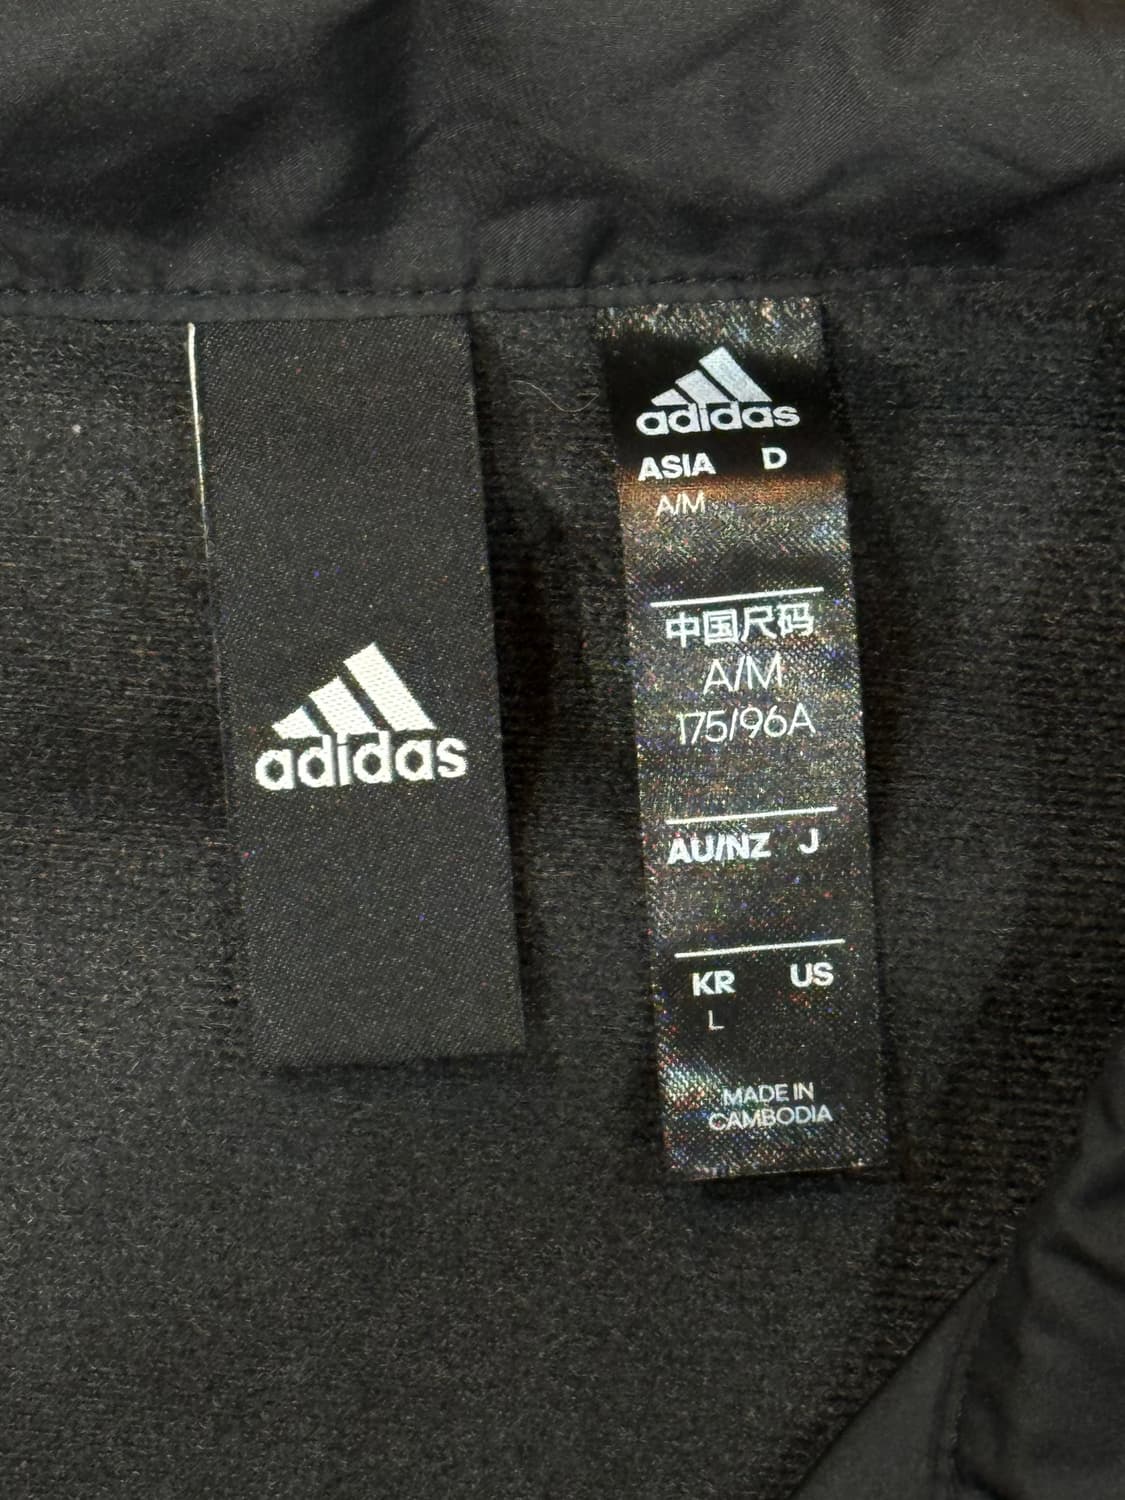 adidas
adidas
ASIA D
A/M
中国尺码
A/M
175/96A
AU/NZ J
KR US
L
MADE IN
CAMBODIA